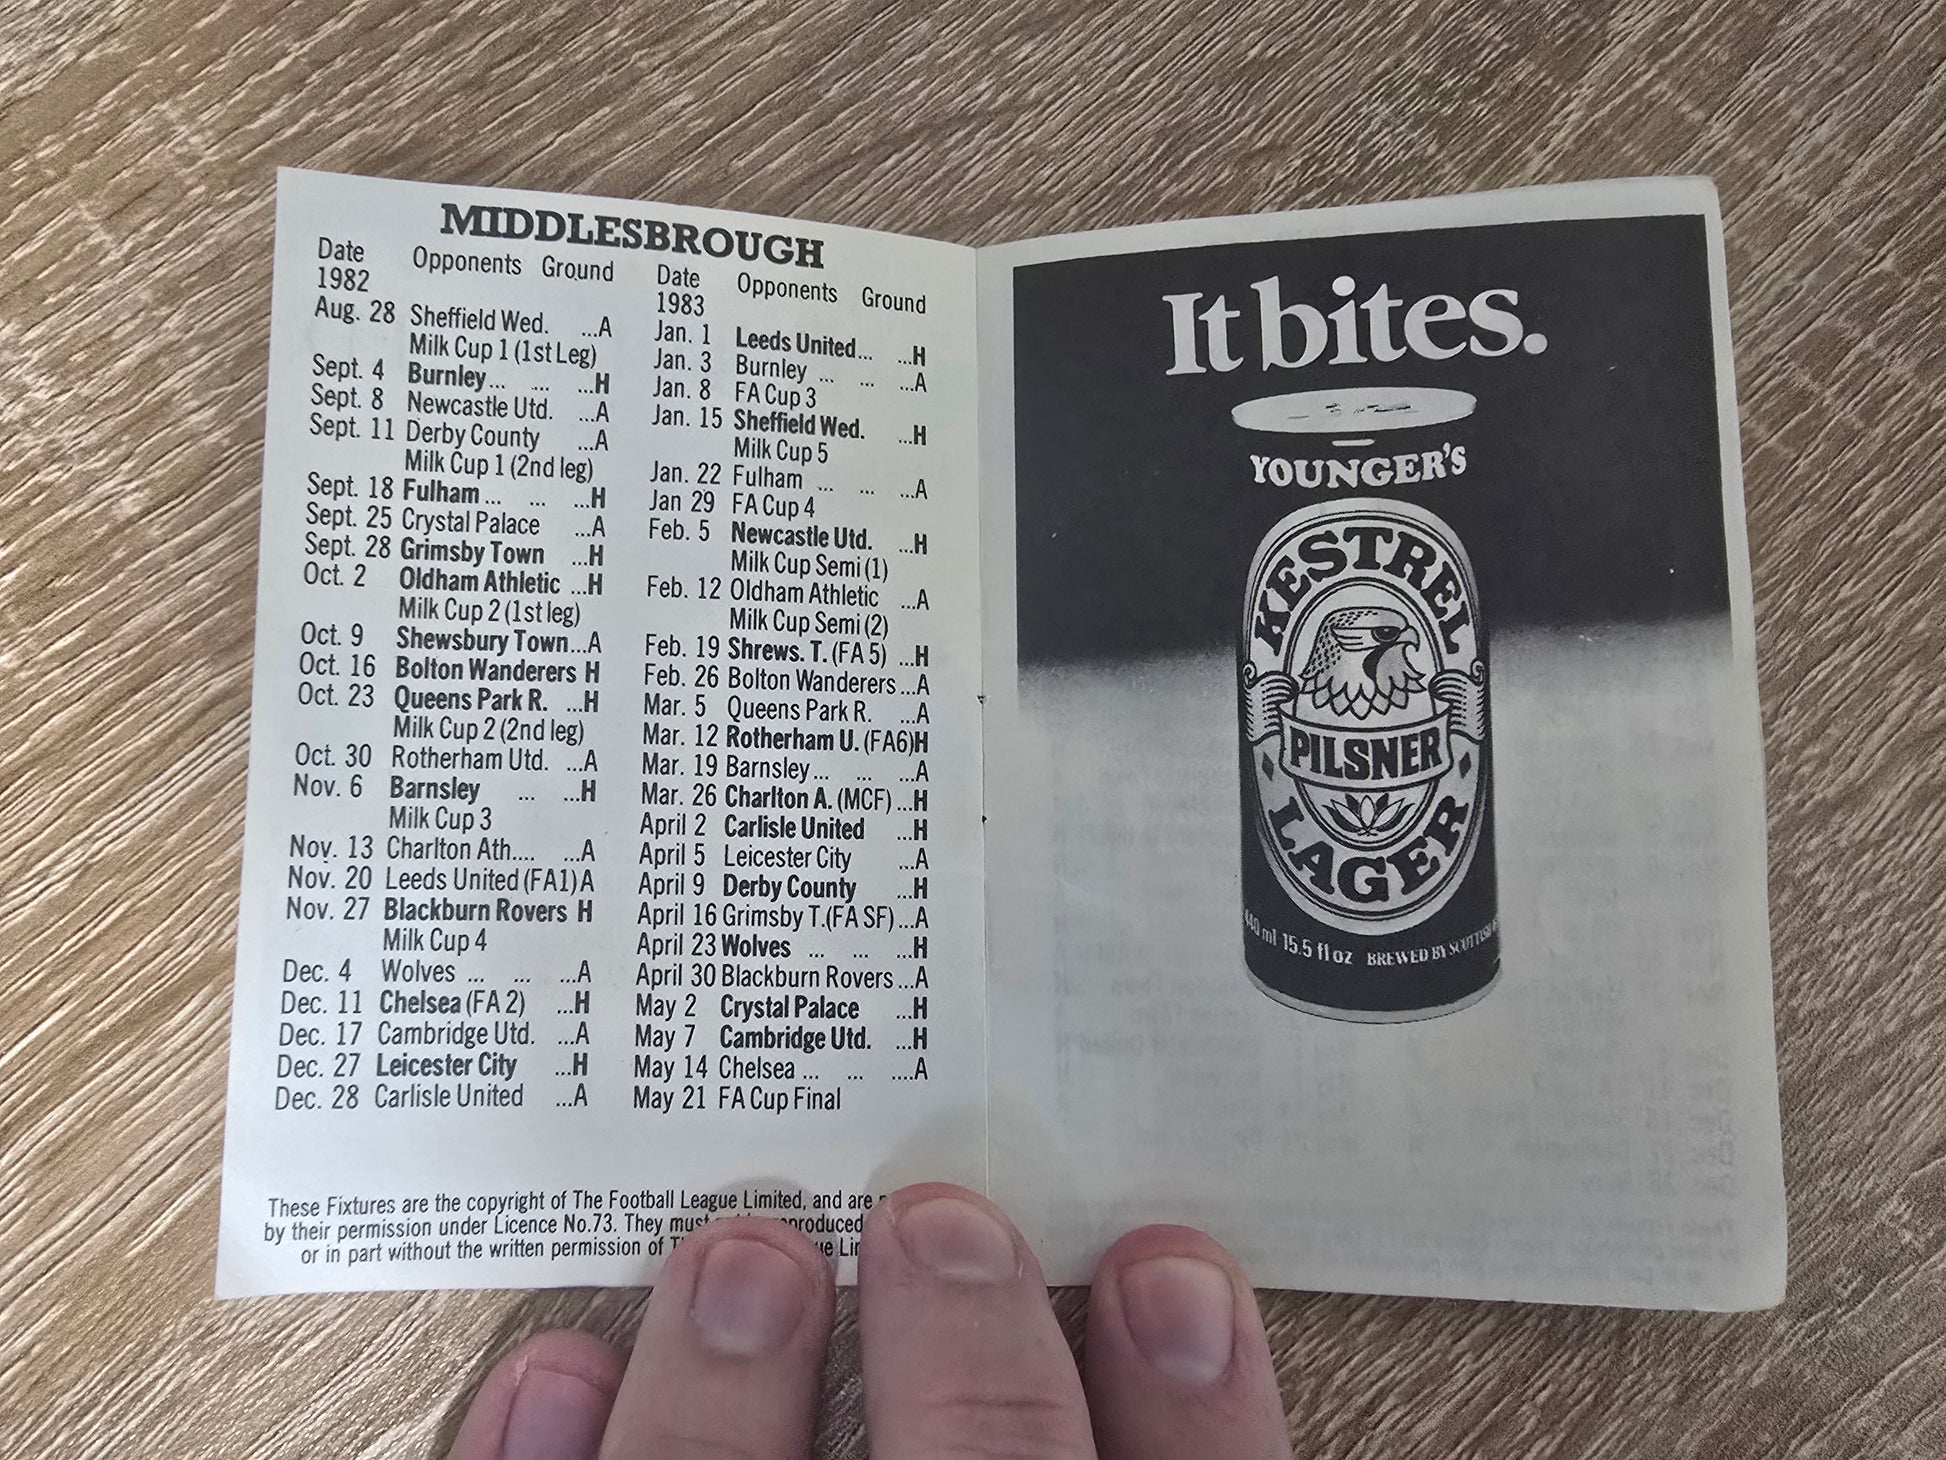 MIDDLESBROUGH
Date Opponents Ground
1982
Aug. 28 Sheffield Wed. ...A
Milk Cup 1 (1st Leg)
Sept. 4 Burnley... ... ...H
Sept. 8 Newcastle Utd. ...A
Sept. 11 Derby County ...A
Milk Cup 1 (2nd leg)
Sept. 18 Fulham ... ... ...H
Sept. 25 Crystal Palace ...A
Sept. 28 Grimsby Town ...H
Oct. 2 Oldham Athletic ...H
Milk Cup 2 (1st leg)
Oct. 9 Shewsbury Town...A
Oct. 16 Bolton Wanderers H
Oct. 23 Queens Park R. ...H
Milk Cup 2 (2nd leg)
Oct. 30 Rotherham Utd. ...A
Nov. 6 Barnsley ... ...H
Milk Cup 3
Nov. 13 Charlton Ath.... ...A
Nov. 20 Leeds United (FA1) A
Nov. 27 Blackburn Rovers H
Milk Cup 4
Dec. 4 Wolves ... ... ...A
Dec. 11 Chelsea (FA 2) ...H
Dec. 17 Cambridge Utd. ...A
Dec. 27 Leicester City ...H
Dec. 28 Carlisle United ...A
Date Opponents Ground
1983
Jan. 1 Leeds United... ...H
Jan. 3 Burnley ... ... ...A
Jan. 8 FA Cup 3
Jan. 15 Sheffield Wed. ...H
Milk Cup 5
Jan. 22 Fulham ... ... ...A
Jan 29 FA Cup 4
Feb. 5 Newcastle Utd. ...H
Milk Cup Semi (1)
Feb. 12 Oldham Athletic ...A
Milk Cup Semi (2)
Feb. 19 Shrews. T. (FA 5) ...H
Feb. 26 Bolton Wanderers...A
Mar. 5 Queens Park R. ...A
Mar. 12 Rotherham U. (FA6)H
Mar. 19 Barnsley... ... ...A
Mar. 26 Charlton A. (MCF) ...H
April 2 Carlisle United ...H
April 5 Leicester City ...A
April 9 Derby County ...H
April 16 Grimsby T.(FA SF)...A
April 23 Wolves ... ... ...H
April 30 Blackburn Rovers...A
May 2 Crystal Palace ...H
May 7 Cambridge Utd. ...H
May 14 Chelsea ... ... ....A
May 21 FA Cup Final
These Fixtures are the copyright of The Football League Limited, and are
by their permission under Licence No.73. They must
or in part without the written permission of
It bites.
YOUNGER'S
KESTREL
PILSNER
LAGER
440 ml 15.5 fl oz BREWED BY SCOTTISH